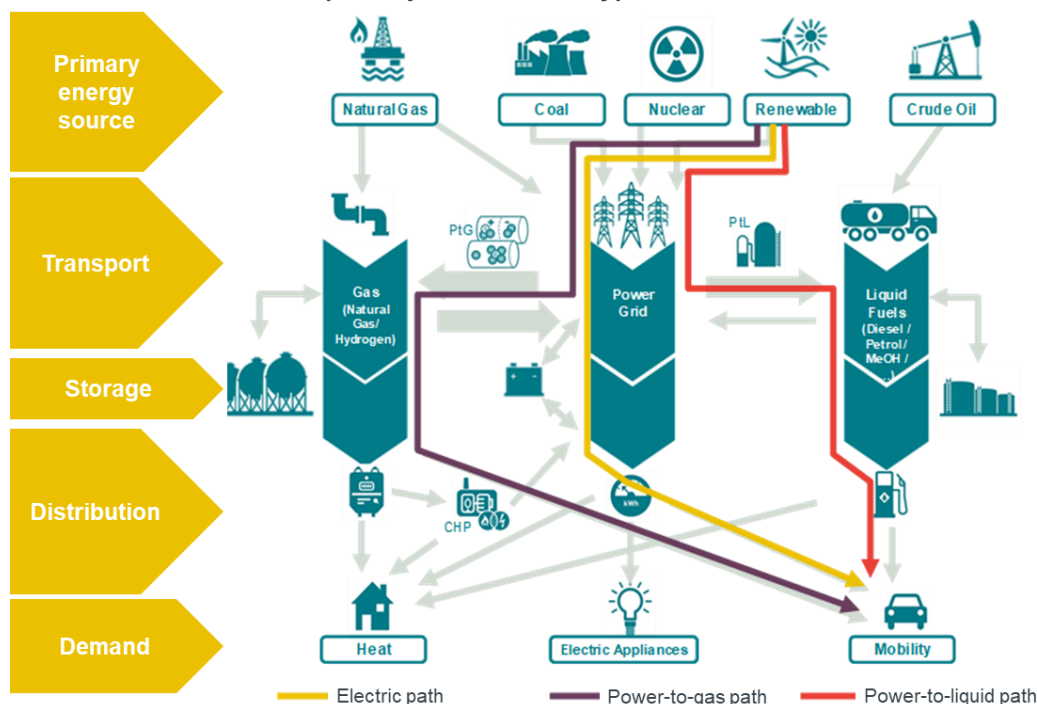 Primary
energy
source
Natural Gas
Coal
Nuclear
Renewable
Crude Oil
Transport
PtG
PtL
Gas
(Natural
Gas/
Hydrogen)
Power
Grid
Liquid
Fuels
(Diesel /
Petrol/
MeOH /
...)
Storage
Distribution
CHP
kWh
Demand
Heat
Electric Appliances
Mobility
Electric path
Power-to-gas path
Power-to-liquid path